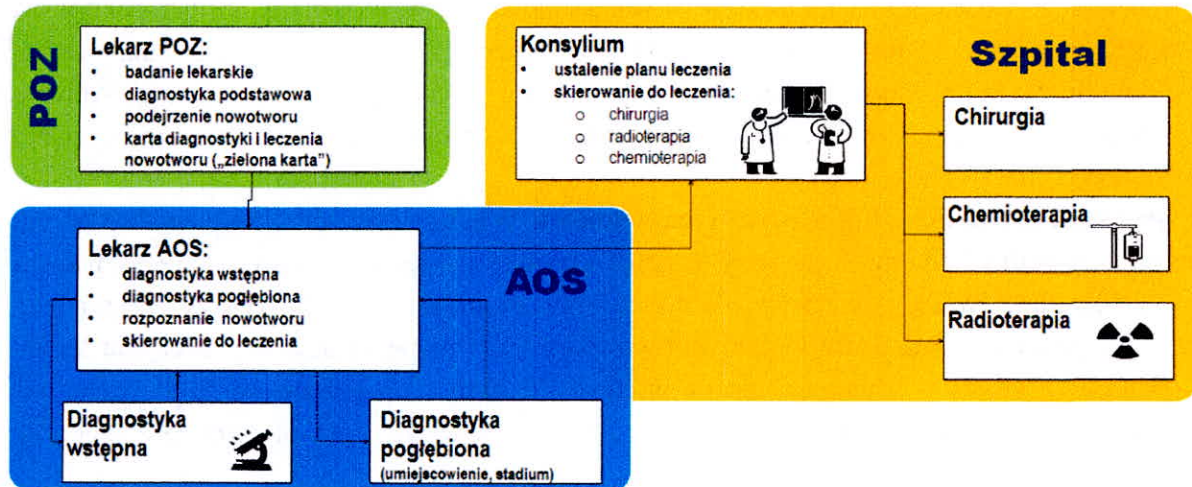 POZ
Lekarz POZ:
• badanie lekarskie
• diagnostyka podstawowa
• podejrzenie nowotworu
• karta diagnostyki i leczenia
nowotworu („zielona karta”)
AOS
Lekarz AOS:
• diagnostyka wstępna
• diagnostyka pogłębiona
• rozpoznanie nowotworu
• skierowanie do leczenia
Diagnostyka
wstępna
Diagnostyka
pogłębiona
(umiejscowienie, stadium)
Szpital
Konsylium
• ustalenie planu leczenia
• skierowanie do leczenia:
o chirurgia
o radioterapia
o chemioterapia
Chirurgia
Chemioterapia
Radioterapia